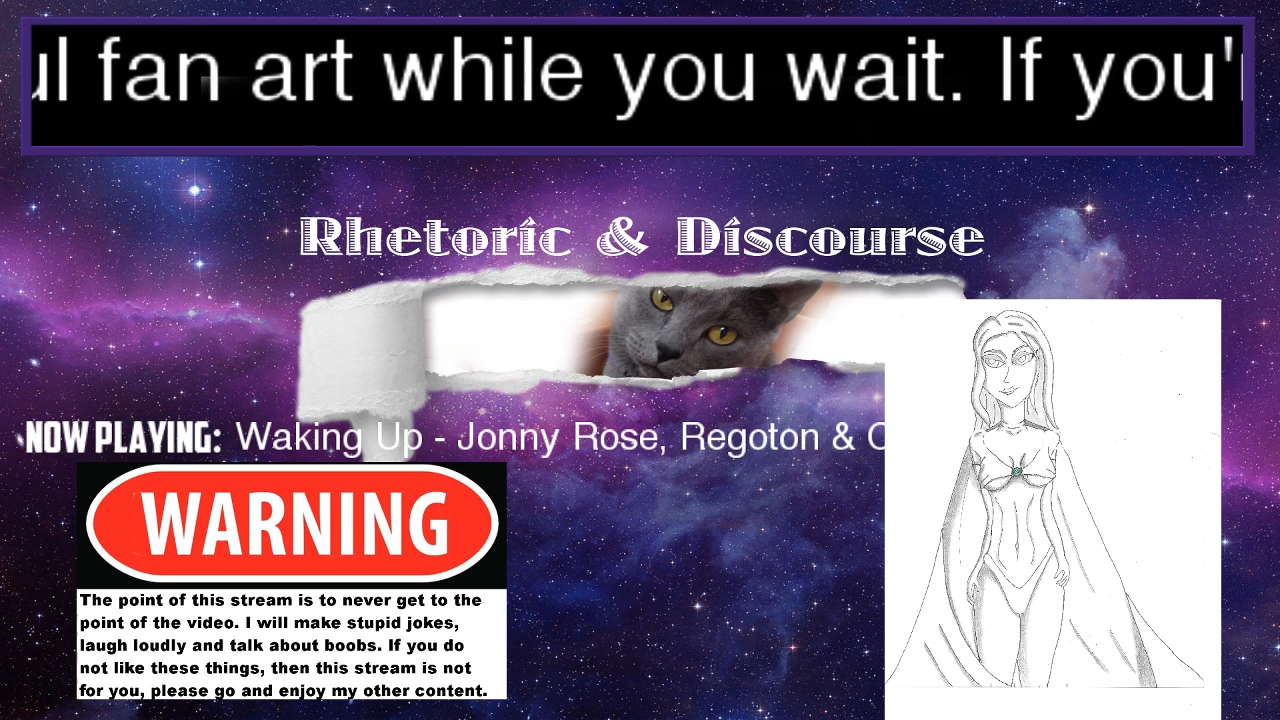 fan art while you wait. If
Rhetoric & Discourse
NOW PLAYING: Waking Up - Jonny Rose, Regoton &
WARNING
The point of this stream is to never get to the
point of the video. I will make stupid jokes,
laugh loudly and talk about boobs. If you do
not like these things, then this stream is not
for you, please go and enjoy my other content.